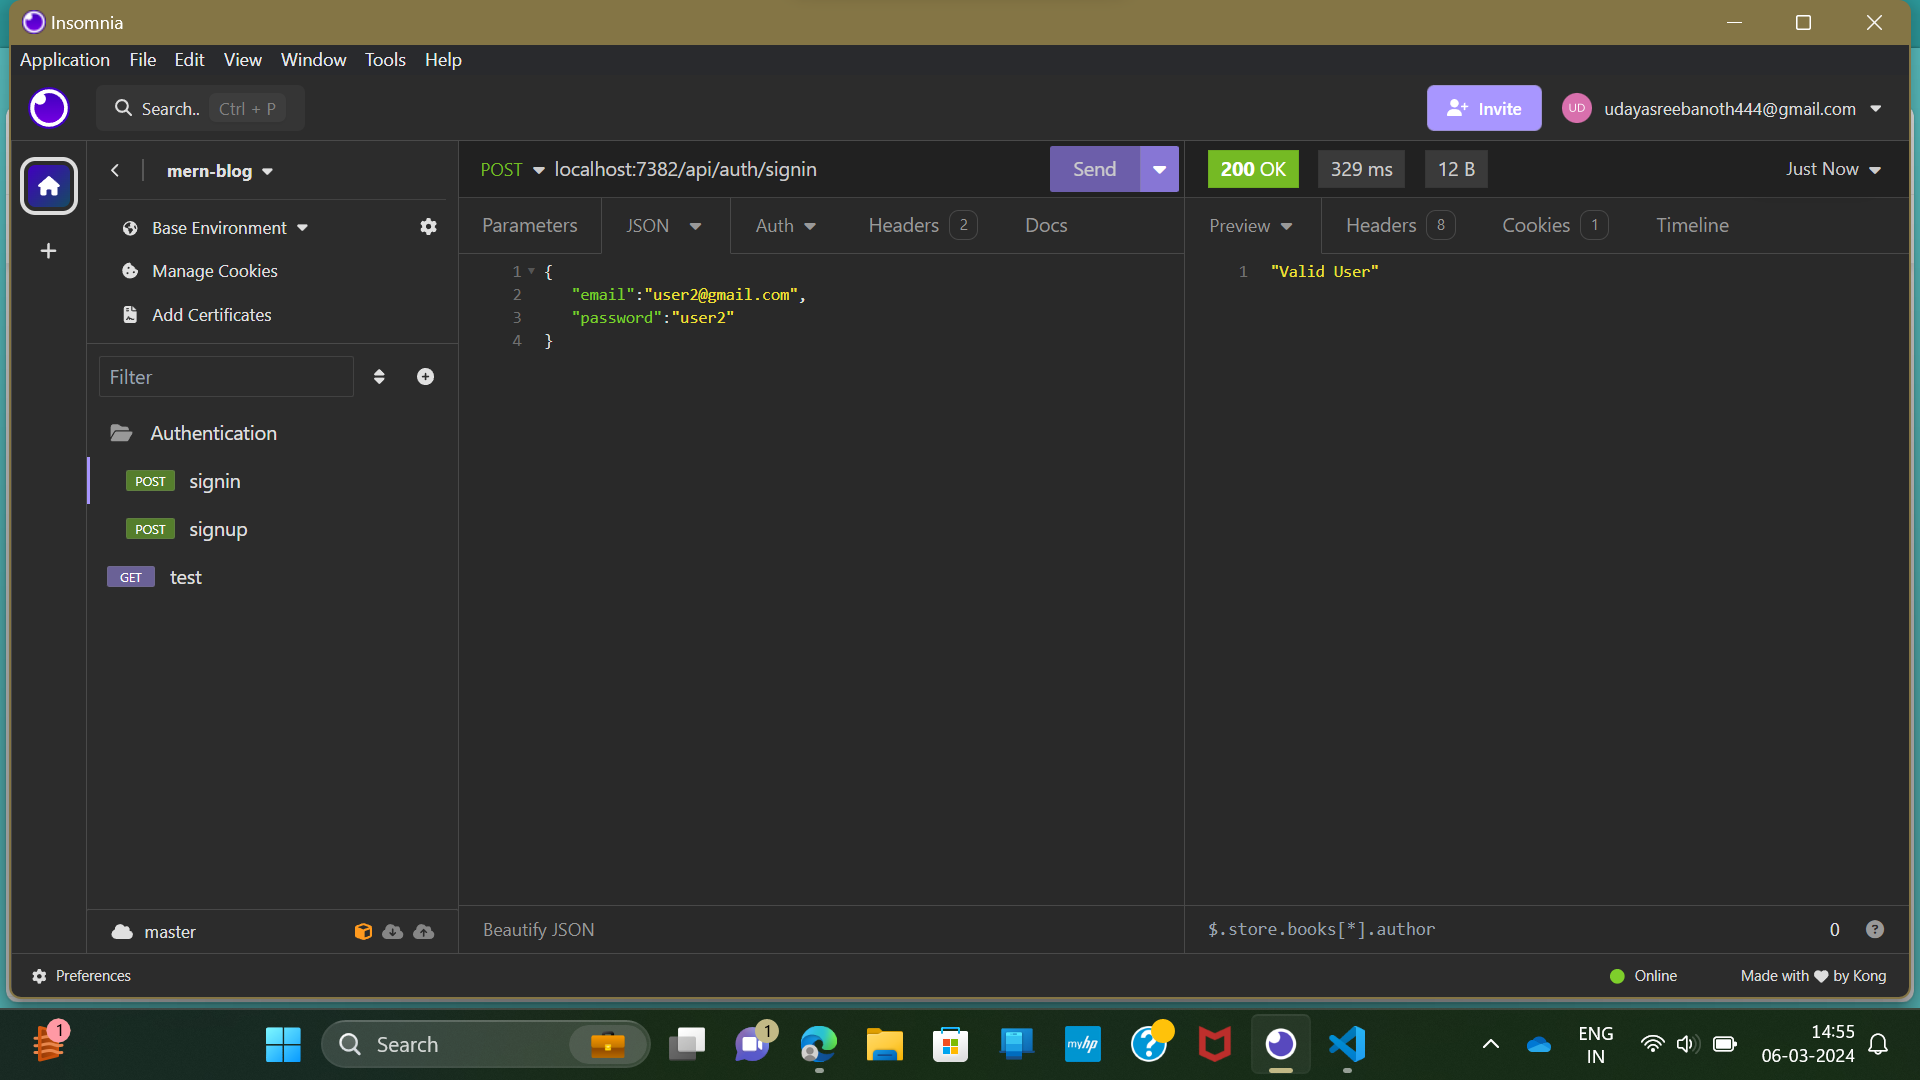 Insomnia
Application File Edit View Window Tools Help
Search.. Ctrl + P
Invite
UD
udayasreebanoth444@gmail.com
mern-blog
Base Environment
Manage Cookies
Add Certificates
Filter
Authentication
POST signin
POST signup
GET test
master
POST localhost:7382/api/auth/signin
Send
Parameters JSON Auth Headers 2 Docs
1 {
2 "email":"user2@gmail.com",
3 "password":"user2"
4 }
Beautify JSON
200 OK 329 ms 12 B Just Now
Preview Headers 8 Cookies 1 Timeline
1 "Valid User"
$.store.books[*].author 0 ?
Preferences
Online
Made with ❤ by Kong
1
Search
1
myhp
?
ENG
IN
14:55
06-03-2024